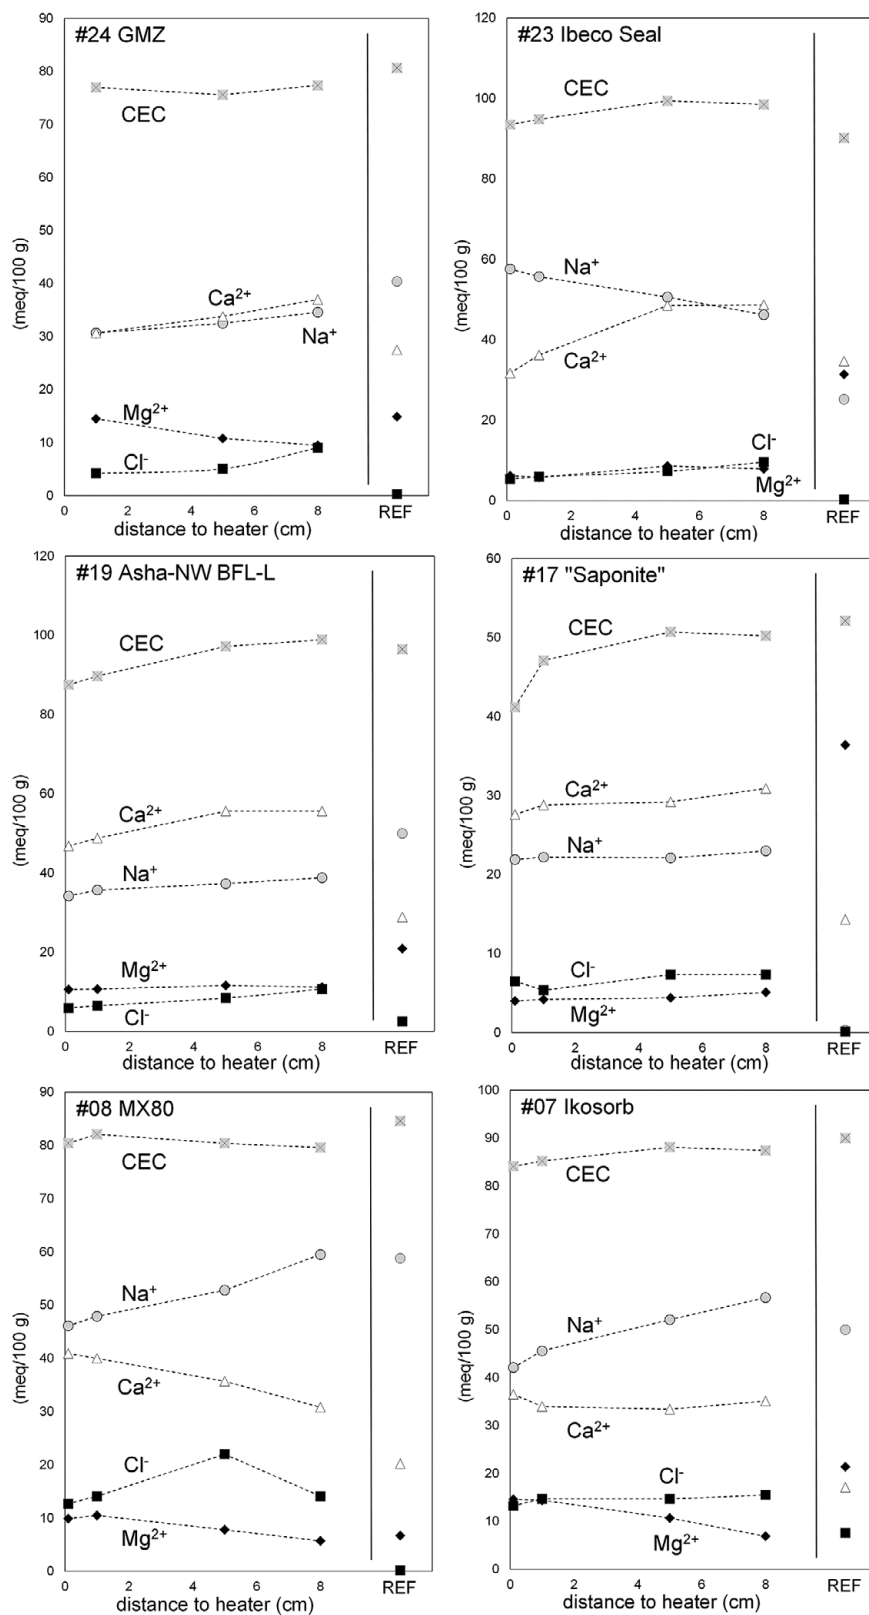 #24 GMZ
90
80
70
60
50
40
30
20
10
0
(meq/100 g)
CEC
Ca²⁺
Na⁺
Mg²⁺
Cl⁻
0 2 4 6 8 REF
distance to heater (cm)
#23 Ibeco Seal
120
100
80
60
40
20
0
(meq/100 g)
CEC
Na⁺
Ca²⁺
Cl⁻
Mg²⁺
0 2 4 6 8 REF
distance to heater (cm)
#19 Asha-NW BFL-L
120
100
80
60
40
20
0
(meq/100 g)
CEC
Ca²⁺
Na⁺
Mg²⁺
Cl⁻
0 2 4 6 8 REF
distance to heater (cm)
#17 "Saponite"
60
50
40
30
20
10
0
(meq/100 g)
CEC
Ca²⁺
Na⁺
Cl⁻
Mg²⁺
0 2 4 6 8 REF
distance to heater (cm)
#08 MX80
90
80
70
60
50
40
30
20
10
0
(meq/100 g)
CEC
Na⁺
Ca²⁺
Cl⁻
Mg²⁺
0 2 4 6 8 REF
distance to heater (cm)
#07 Ikosorb
100
90
80
70
60
50
40
30
20
10
0
(meq/100 g)
CEC
Na⁺
Ca²⁺
Cl⁻
Mg²⁺
0 2 4 6 8 REF
distance to heater (cm)